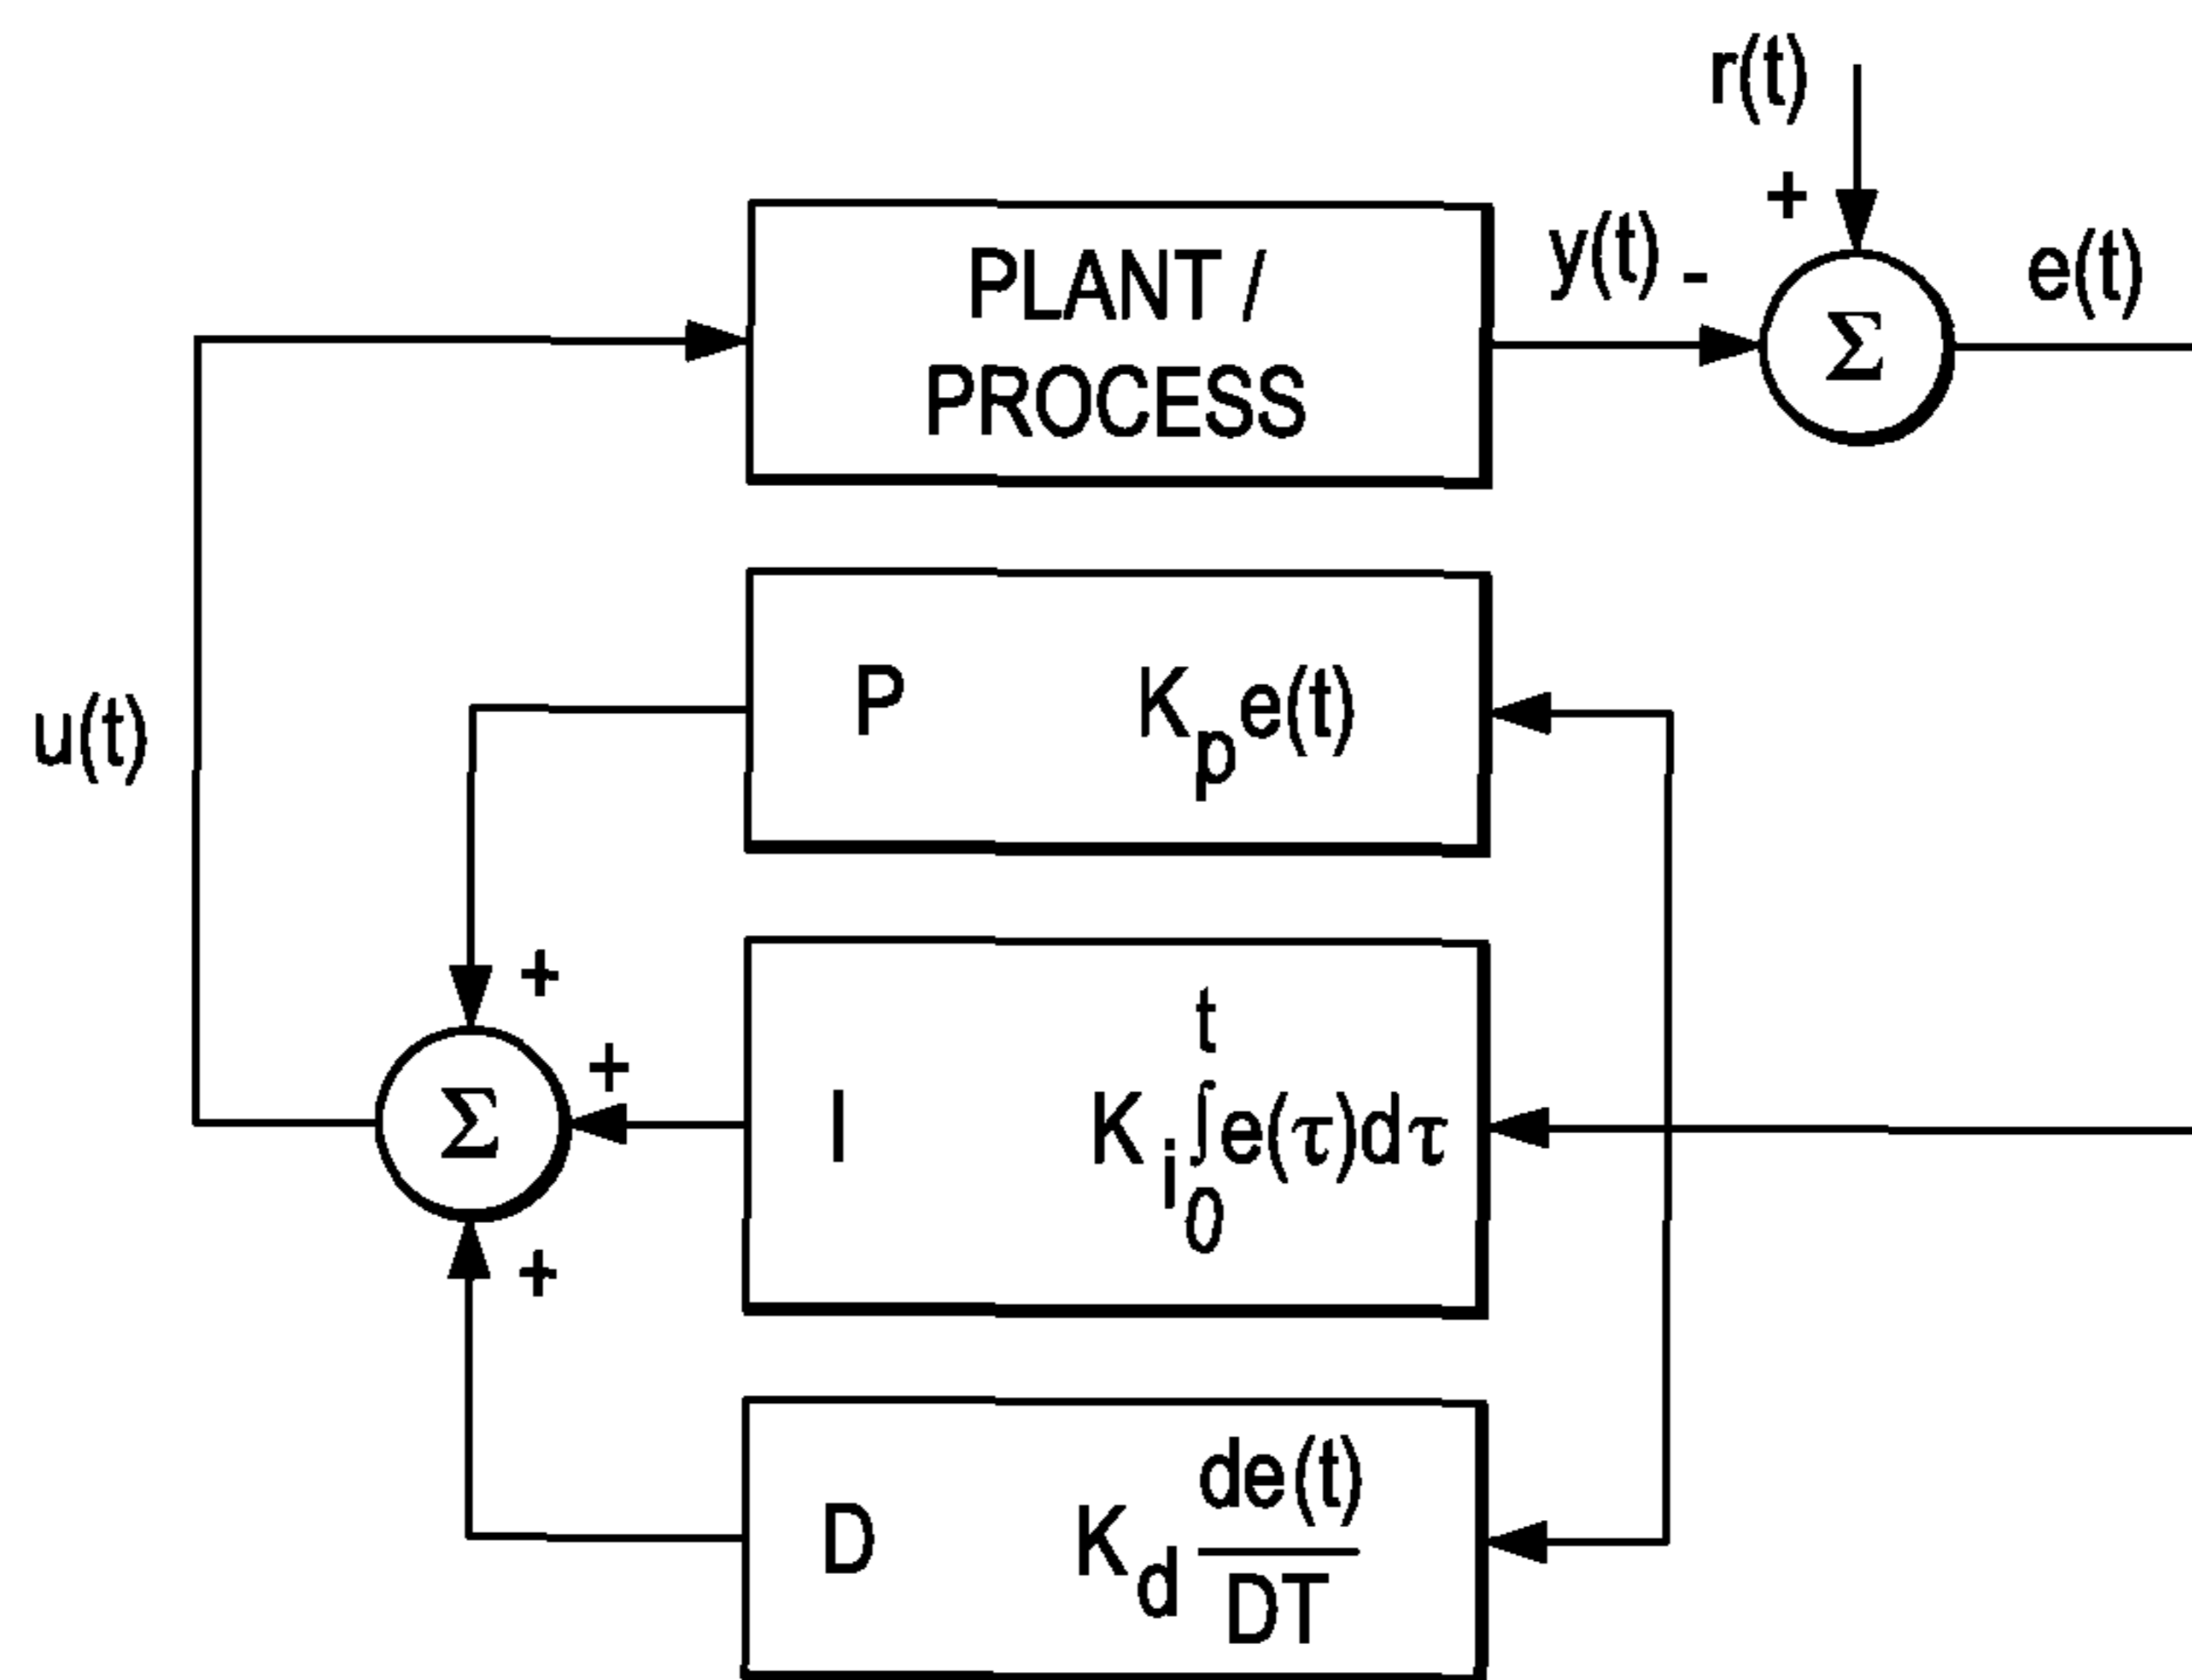 r(t)
+
PLANT /
PROCESS
y(t) -
Σ
e(t)
P Kpe(t)
u(t)
+
+
Σ
+
t
I Ki∫e(τ)dτ
0
de(t)
D Kd
DT